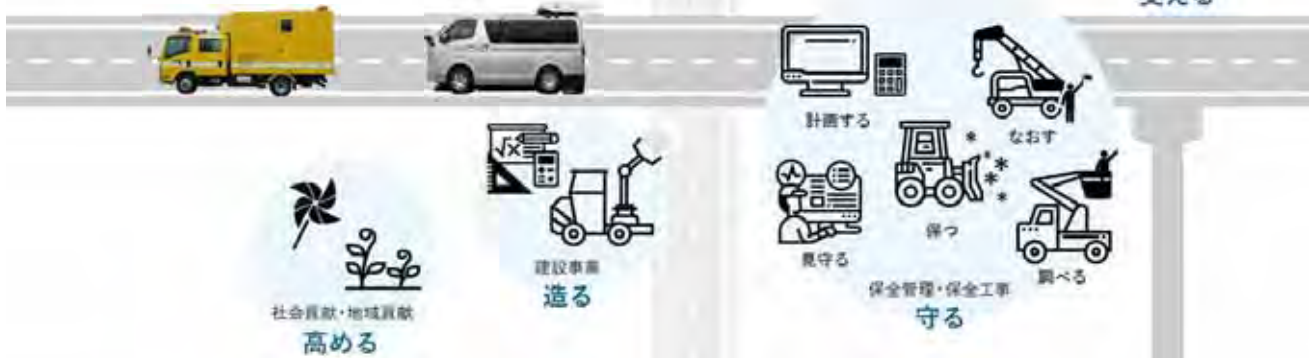 計画する
なおす
保つ
見守る
調べる
建設事業
造る
保全管理・保全工事
守る
社会貢献・地域貢献
高める